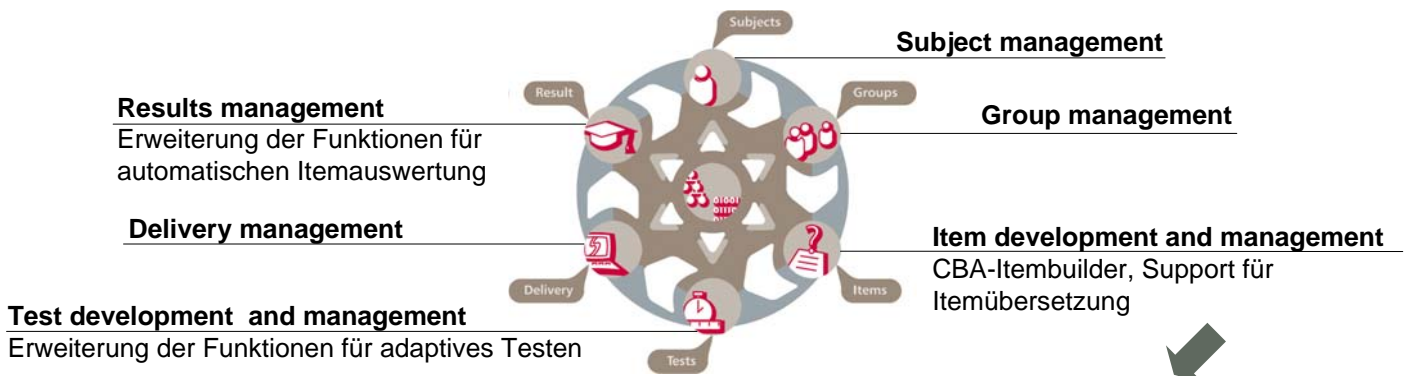 Subjects
Subject management
Result
Groups
Results management
Erweiterung der Funktionen für
automatischen Itemauswertung
Group management
Delivery management
Item development and management
CBA-Itembuilder, Support für
Itemübersetzung
Delivery
Items
Test development and management
Erweiterung der Funktionen für adaptives Testen
Tests